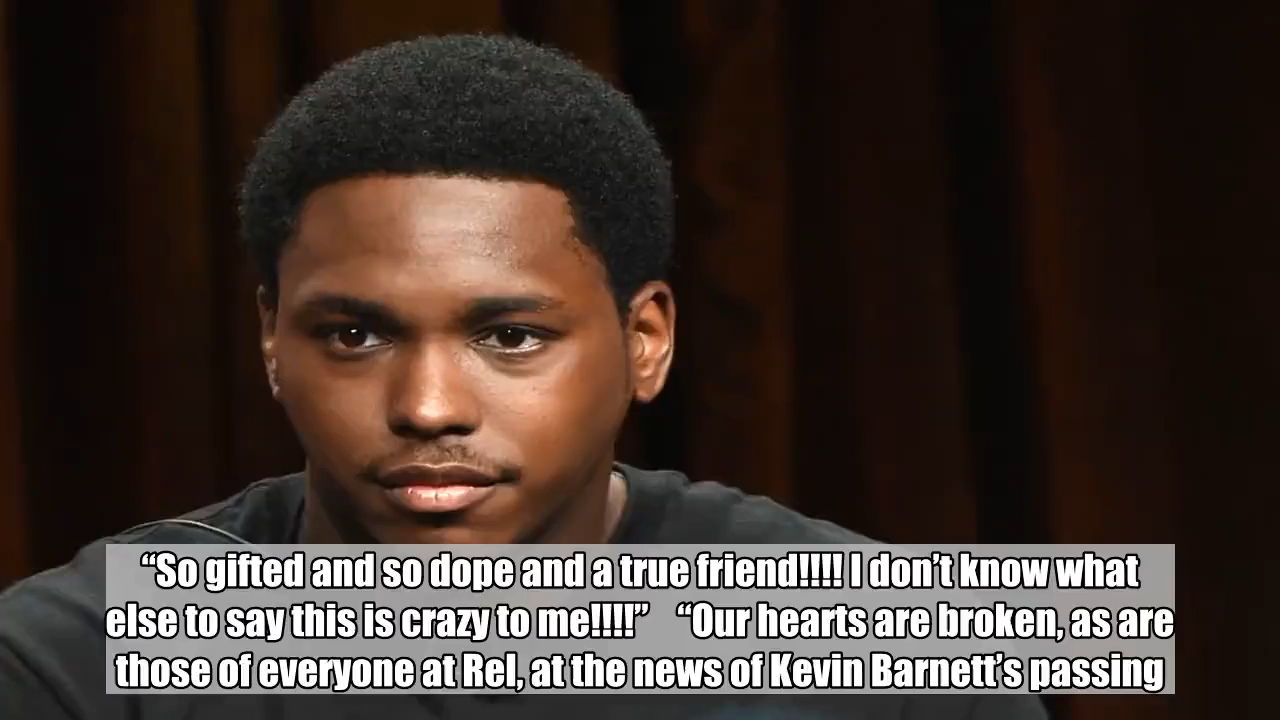 “So gifted and so dope and a true friend!!!! I don’t know what
else to say this is crazy to me!!!!” “Our hearts are broken, as are
those of everyone at Rel, at the news of Kevin Barnett’s passing